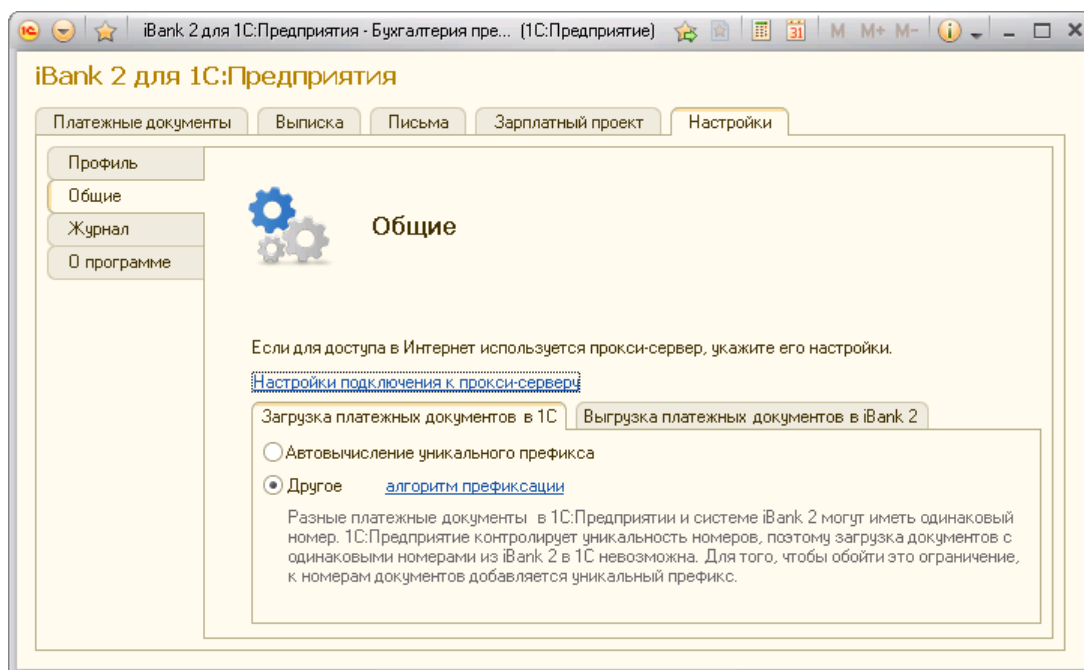 iBank 2 для 1С:Предприятия - Бухгалтерия пре... (1С:Предприятие) 31 M M+ M-
iBank 2 для 1С:Предприятия
Платежные документы Выписка Письма Зарплатный проект Настройки
Профиль
Общие
Журнал
О программе
Общие
Если для доступа в Интернет используется прокси-сервер, укажите его настройки.
Настройки подключения к прокси-серверу
Загрузка платежных документов в 1С Выгрузка платежных документов в iBank 2
Автовычисление уникального префикса
Другое алгоритм префиксации
Разные платежные документы в 1С:Предприятии и системе iBank 2 могут иметь одинаковый
номер. 1С:Предприятие контролирует уникальность номеров, поэтому загрузка документов с
одинаковыми номерами из iBank 2 в 1С невозможна. Для того, чтобы обойти это ограничение,
к номерам документов добавляется уникальный префикс.